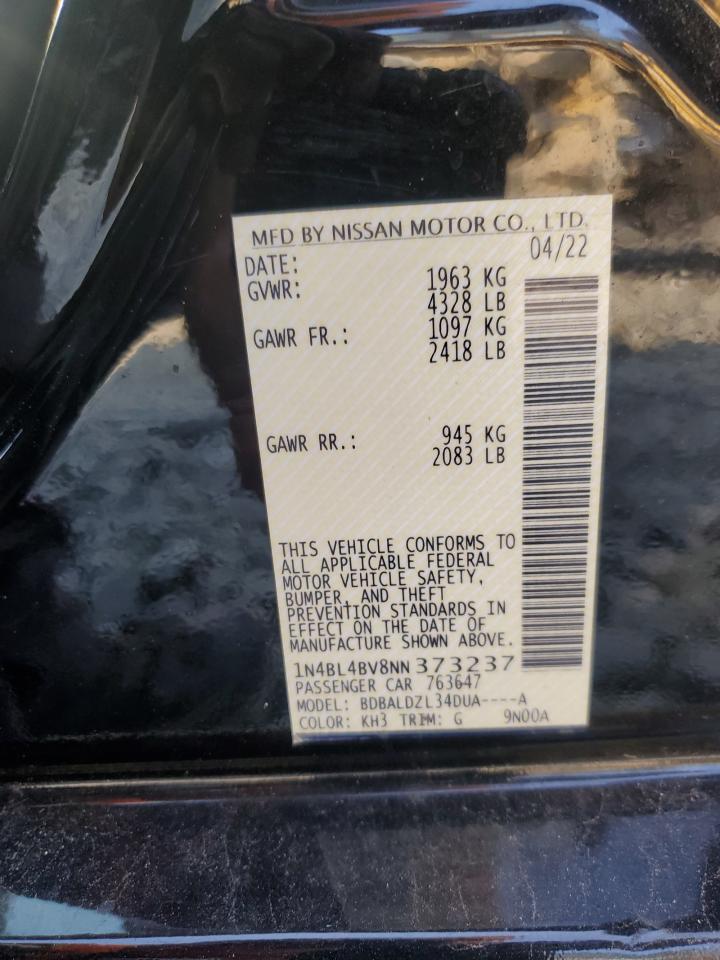 MFD BY NISSAN MOTOR CO., LTD.
DATE: 04/22
GVWR: 1963 KG
4328 LB
GAWR FR.: 1097 KG
2418 LB
GAWR RR.: 945 KG
2083 LB
THIS VEHICLE CONFORMS TO
ALL APPLICABLE FEDERAL
MOTOR VEHICLE SAFETY,
BUMPER, AND THEFT
PREVENTION STANDARDS IN
EFFECT ON THE DATE OF
MANUFACTURE SHOWN ABOVE.
1N4BL4BV8NN373237
PASSENGER CAR 763647
MODEL: BDBALDZL34DUA----A
COLOR: KH3 TRIM: G 9N00A